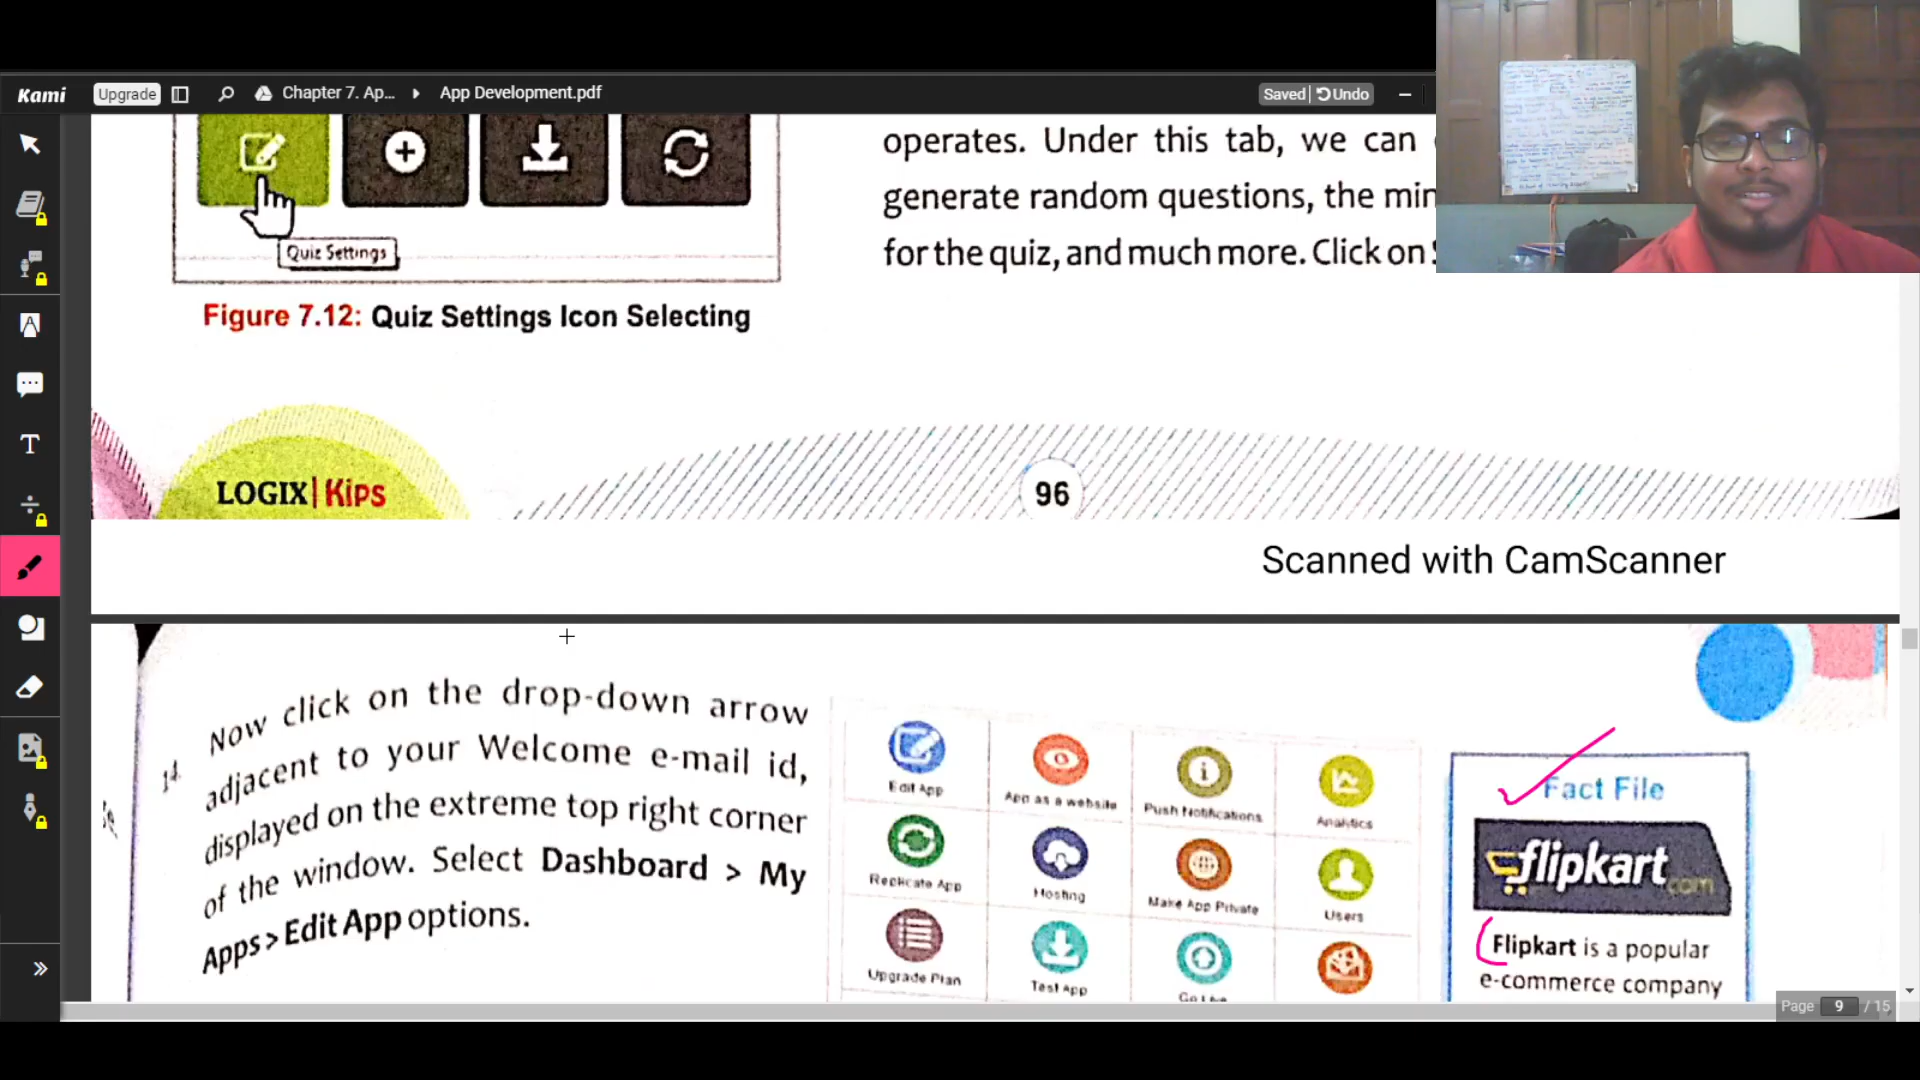 Kami
Upgrade
Chapter 7. Ap...
App Development.pdf
Saved
Undo
Quiz Settings
Figure 7.12: Quiz Settings Icon Selecting
operates. Under this tab, we can
generate random questions, the min
for the quiz, and much more. Click on
LOGIX|Kips
96
Scanned with CamScanner
14. Now click on the drop-down arrow
adjacent to your Welcome e-mail id,
displayed on the extreme top right corner
of the window. Select Dashboard > My
Apps > Edit App options.
Edit App
App as a website
Push Notifications
Analytics
Replicate App
Hosting
Make App Private
Users
Upgrade Plan
Test App
Go Live
Fact File
flipkart.com
Flipkart is a popular
e-commerce company
Page 9 / 15